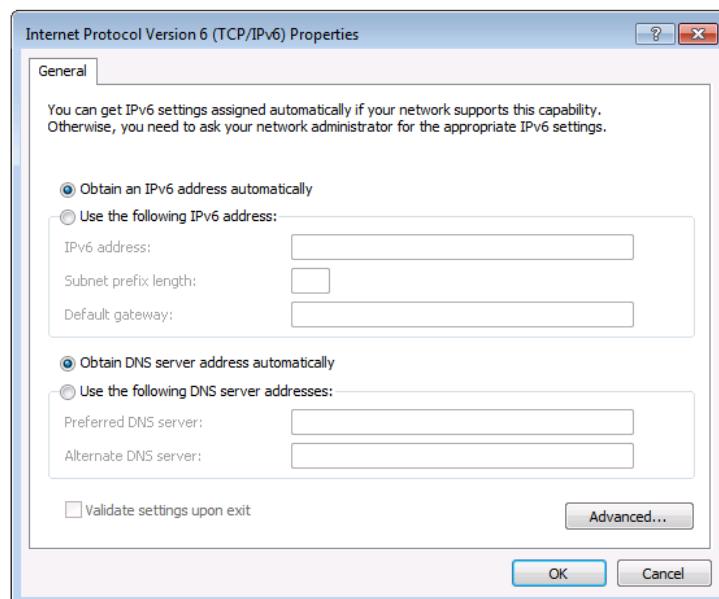 Internet Protocol Version 6 (TCP/IPv6) Properties
General
You can get IPv6 settings assigned automatically if your network supports this capability.
Otherwise, you need to ask your network administrator for the appropriate IPv6 settings.
Obtain an IPv6 address automatically
Use the following IPv6 address:
IPv6 address:
Subnet prefix length:
Default gateway:
Obtain DNS server address automatically
Use the following DNS server addresses:
Preferred DNS server:
Alternate DNS server:
Validate settings upon exit
Advanced...
OK Cancel